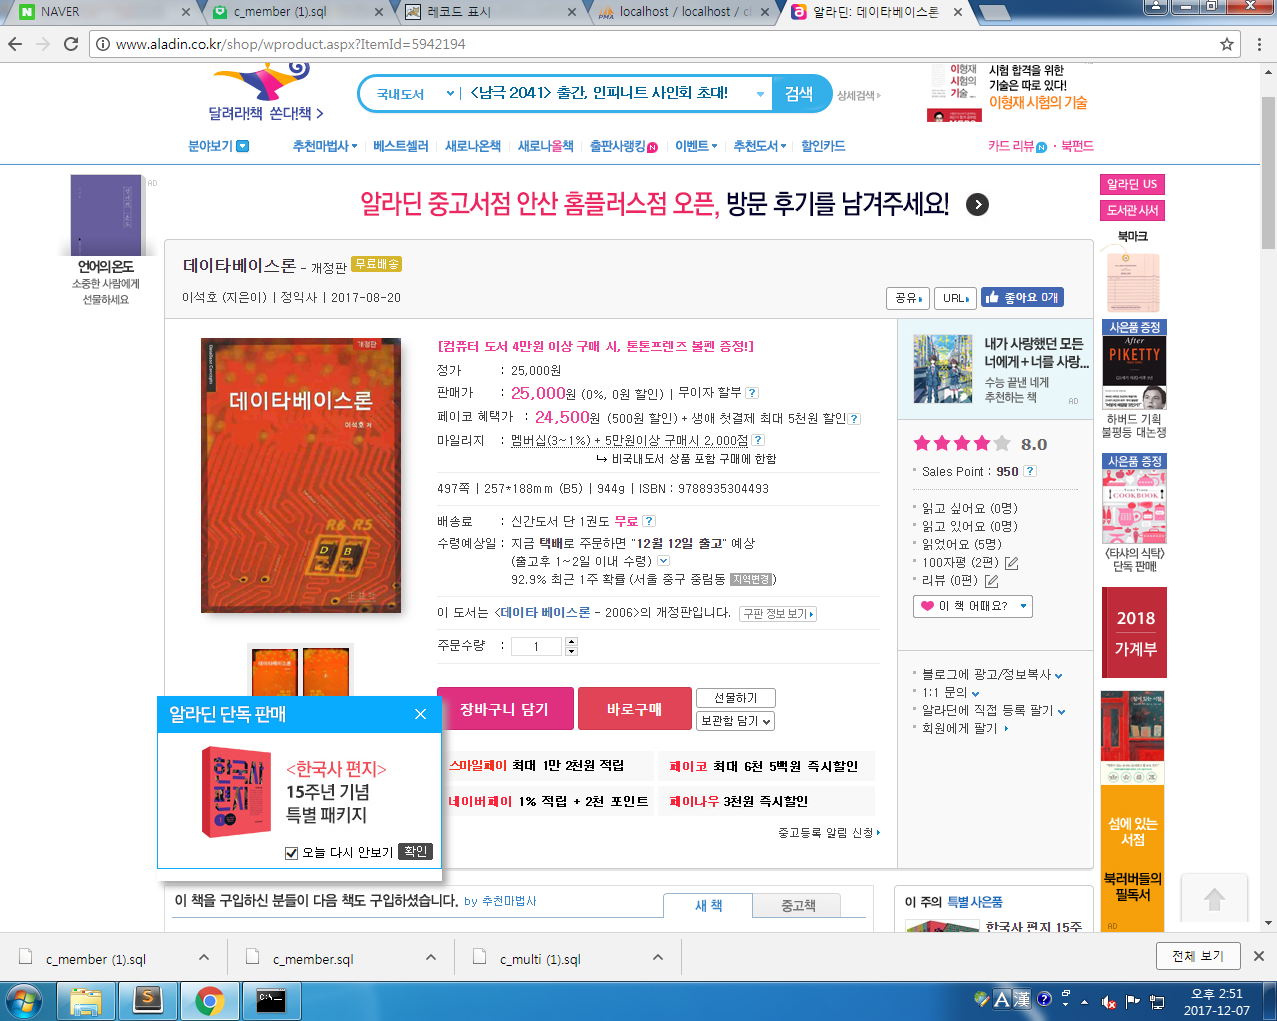 NAVER
c_member (1).sql
레코드 표시
localhost / localhost / cl
알라딘: 데이타베이스론
www.aladin.co.kr/shop/wproduct.aspx?ItemId=5942194
달려라!책 쏜다!책 >
국내도서
<남극 2041> 출간, 인피니트 사인회 초대!
검색
상세검색
이형재
시험의
기술
시험 합격을 위한
기술은 따로 있다!
이형재 시험의 기술
분야보기
추천마법사
베스트셀러
새로나온책
새로나올책
출판사랭킹
이벤트
추천도서
할인카드
카드 리뷰 · 북펀드
AD
알라딘 중고서점 안산 홈플러스점 오픈, 방문 후기를 남겨주세요!
알라딘 US
도서관 사서
북마크
언어의 온도
소중한 사람에게
선물하세요
데이타베이스론 - 개정판 무료배송
이석호 (지은이) | 정익사 | 2017-08-20
공유
URL
좋아요 0개
개정판
데이타베이스론
이석호 저
R6 R5
D B
[컴퓨터 도서 4만원 이상 구매 시, 톤톤프렌즈 볼펜 증정!]
정가 : 25,000원
판매가 : 25,000원 (0%, 0원 할인) | 무이자 할부 ?
페이코 혜택가 : 24,500원 (500원 할인) + 생애 첫결제 최대 5천원 할인 ?
마일리지 : 멤버십(3~1%) + 5만원이상 구매시 2,000점 ?
↳ 비국내도서 상품 포함 구매에 한함
497쪽 | 257*188mm (B5) | 944g | ISBN : 9788935304493
배송료 : 신간도서 단 1권도 무료 ?
수령예상일 : 지금 택배로 주문하면 "12월 12일 출고" 예상
(출고후 1~2일 이내 수령)
92.9% 최근 1주 확률 (서울 중구 중림동 지역변경)
이 도서는 <데이타 베이스론 - 2006>의 개정판입니다. 구판 정보 보기
주문수량 : 1
장바구니 담기
바로구매
선물하기
보관함 담기
스마일페이 최대 1만 2천원 적립
페이코 최대 6천 5백원 즉시할인
네이버페이 1% 적립 + 2천 포인트
페이나우 3천원 즉시할인
중고등록 알림 신청
내가 사랑했던 모든
너에게 + 너를 사랑...
수능 끝낸 네게
추천하는 책
AD
8.0
Sales Point : 950 ?
읽고 싶어요 (0명)
읽고 있어요 (0명)
읽었어요 (5명)
100자평 (2편)
리뷰 (0편)
이 책 어때요?
블로그에 광고/정보복사
1:1 문의
알라딘에 직접 등록 팔기
회원에게 팔기
사은품 증정
After
PIKETTY
하버드 기획
불평등 대논쟁
사은품 증정
COOKBOOK
<타샤의 식탁>
단독 판매!
2018
가계부
섬에 있는
서점
북러버들의
필독서
AD
알라딘 단독 판매
한국사
편지
1
<한국사 편지>
15주년 기념
특별 패키지
오늘 다시 안보기
확인
이 책을 구입하신 분들이 다음 책도 구입하셨습니다. by 추천마법사
새 책
중고책
이 주의 특별 사은품
한국사 편지 15주
c_member (1).sql
c_member.sql
c_multi (1).sql
전체 보기
A 漢
오후 2:51
2017-12-07